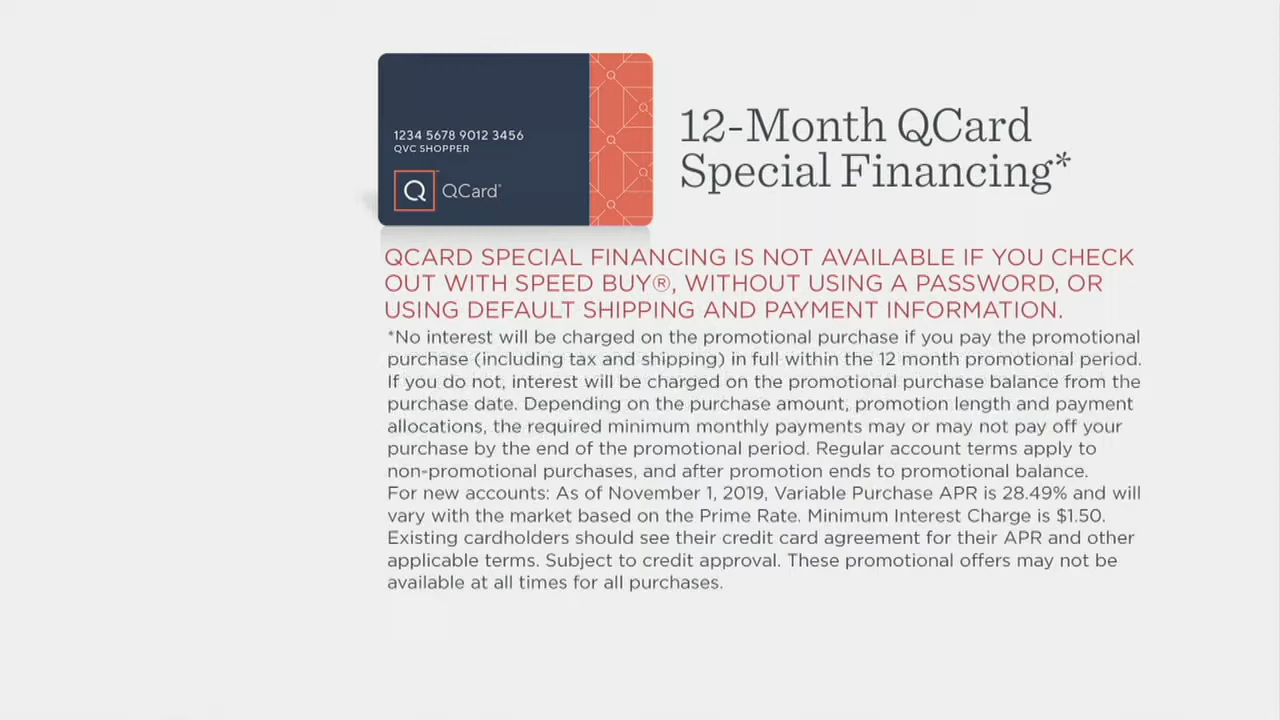 1234 5678 9012 3456
QVC SHOPPER
Q QCard®
12-Month QCard
Special Financing*
QCARD SPECIAL FINANCING IS NOT AVAILABLE IF YOU CHECK
OUT WITH SPEED BUY®, WITHOUT USING A PASSWORD, OR
USING DEFAULT SHIPPING AND PAYMENT INFORMATION.
*No interest will be charged on the promotional purchase if you pay the promotional
purchase (including tax and shipping) in full within the 12 month promotional period.
If you do not, interest will be charged on the promotional purchase balance from the
purchase date. Depending on the purchase amount, promotion length and payment
allocations, the required minimum monthly payments may or may not pay off your
purchase by the end of the promotional period. Regular account terms apply to
non-promotional purchases, and after promotion ends to promotional balance.
For new accounts: As of November 1, 2019, Variable Purchase APR is 28.49% and will
vary with the market based on the Prime Rate. Minimum Interest Charge is $1.50.
Existing cardholders should see their credit card agreement for their APR and other
applicable terms. Subject to credit approval. These promotional offers may not be
available at all times for all purchases.